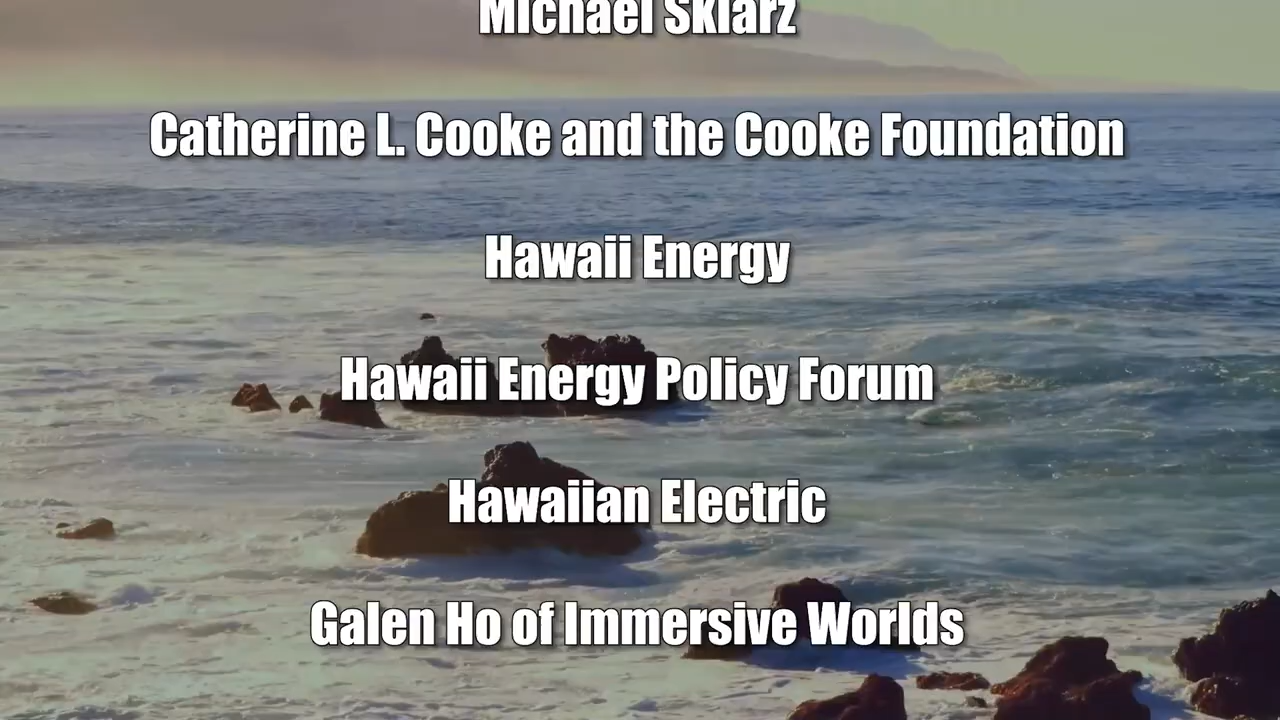 Michael Sklarz
Catherine L. Cooke and the Cooke Foundation
Hawaii Energy
Hawaii Energy Policy Forum
Hawaiian Electric
Galen Ho of Immersive Worlds